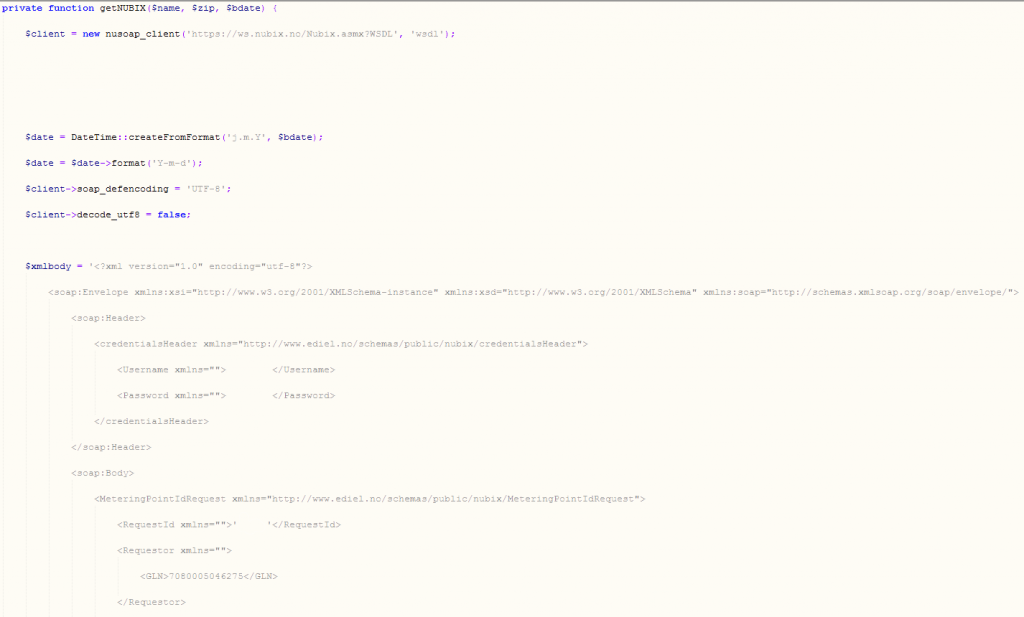 private function getNUBIX($name, $zip, $bdate) {
$client = new nusoap_client('https://ws.nubix.no/Nubix.asmx?WSDL', 'wsdl');
$date = DateTime::createFromFormat('j.m.Y', $bdate);
$date = $date->format('Y-m-d');
$client->soap_defencoding = 'UTF-8';
$client->decode_utf8 = false;
$xmlbody = '<?xml version="1.0" encoding="utf-8"?>
<soap:Envelope xmlns:xsi="http://www.w3.org/2001/XMLSchema-instance" xmlns:xsd="http://www.w3.org/2001/XMLSchema" xmlns:soap="http://schemas.xmlsoap.org/soap/envelope/">
<soap:Header>
<credentialsHeader xmlns="http://www.ediel.no/schemas/public/nubix/credentialsHeader">
<Username xmlns=""> </Username>
<Password xmlns=""> </Password>
</credentialsHeader>
</soap:Header>
<soap:Body>
<MeteringPointIdRequest xmlns="http://www.ediel.no/schemas/public/nubix/MeteringPointIdRequest">
<RequestId xmlns="">' '</RequestId>
<Requestor xmlns="">
<GLN>7080005046275</GLN>
</Requestor>